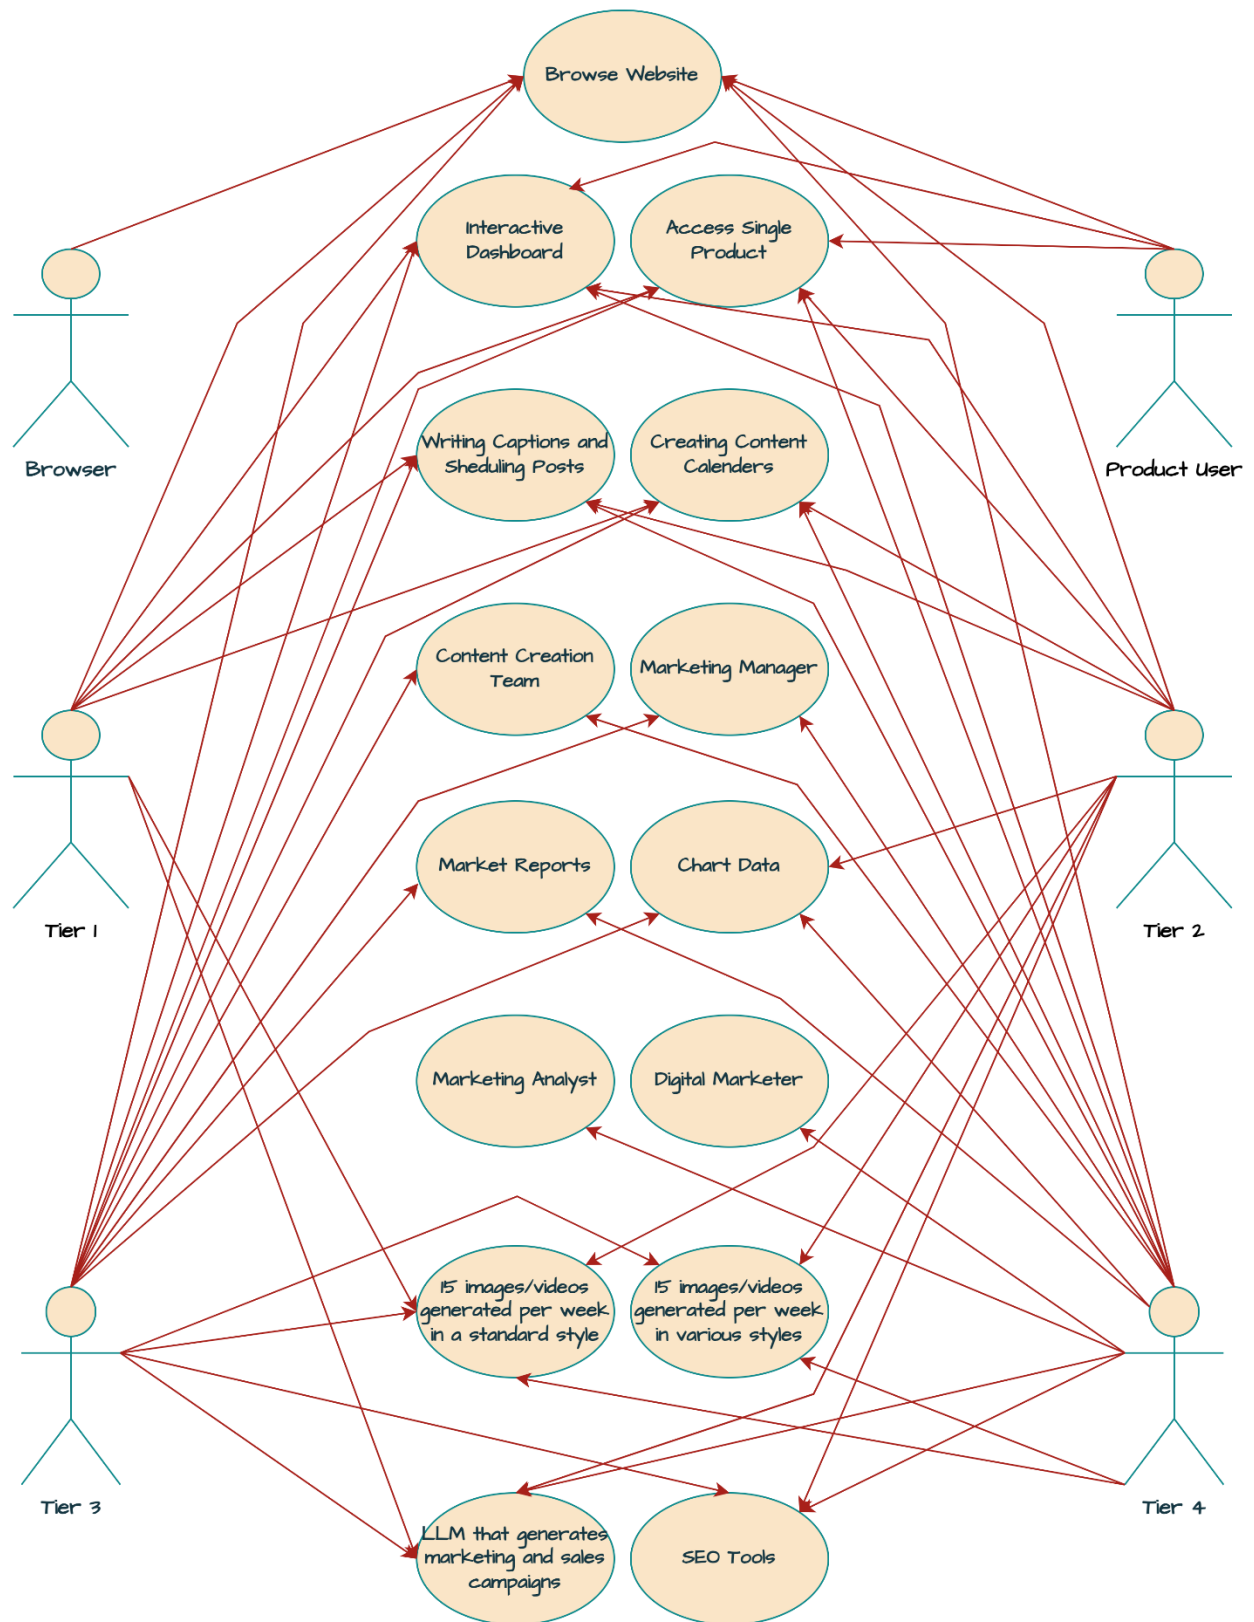 Browse Website
Interactive
Dashboard
Access Single
Product
Browser
Product User
Writing Captions and
Sheduling Posts
Creating Content
Calenders
Content Creation
Team
Marketing Manager
Market Reports
Chart Data
Tier 1
Tier 2
Marketing Analyst
Digital Marketer
15 images/videos
generated per week
in a standard style
15 images/videos
generated per week
in various styles
Tier 3
Tier 4
LLM that generates
marketing and sales
campaigns
SEO Tools